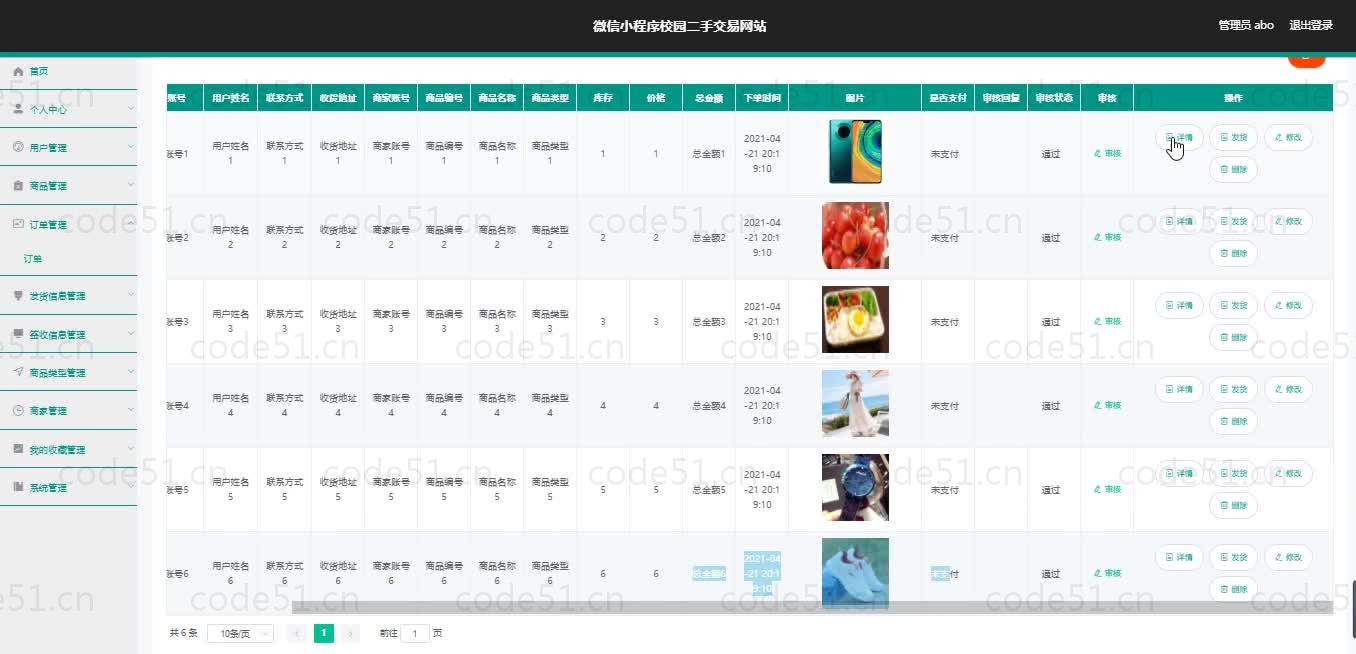 微信小程序校园二手交易网站
管理员 abo 退出登录
首页
个人中心
用户管理
商品管理
订单管理
订单
发货信息管理
签收信息管理
商品类型管理
商家管理
我的收藏管理
系统管理
账号 用户姓名 联系方式 收货地址 商家账号 商品编号 商品名称 商品类型 库存 价格 总金额 下单时间 图片 是否支付 审核回复 审核状态 审核 操作
账号1 用户姓名1 联系方式1 收货地址1 商家账号1 商品编号1 商品名称1 商品类型1 1 1 总金额1 2021-04-21 20:19:10 未支付 通过 审核 详情 发货 修改 删除
账号2 用户姓名2 联系方式2 收货地址2 商家账号2 商品编号2 商品名称2 商品类型2 2 2 总金额2 2021-04-21 20:19:10 未支付 通过 审核 详情 发货 修改 删除
账号3 用户姓名3 联系方式3 收货地址3 商家账号3 商品编号3 商品名称3 商品类型3 3 3 总金额3 2021-04-21 20:19:10 未支付 通过 审核 详情 发货 修改 删除
账号4 用户姓名4 联系方式4 收货地址4 商家账号4 商品编号4 商品名称4 商品类型4 4 4 总金额4 2021-04-21 20:19:10 未支付 通过 审核 详情 发货 修改 删除
账号5 用户姓名5 联系方式5 收货地址5 商家账号5 商品编号5 商品名称5 商品类型5 5 5 总金额5 2021-04-21 20:19:10 未支付 通过 审核 详情 发货 修改 删除
账号6 用户姓名6 联系方式6 收货地址6 商家账号6 商品编号6 商品名称6 商品类型6 6 6 总金额6 2021-04-21 20:19:10 未支付 通过 审核 详情 发货 修改 删除
共 6 条 10条/页 1 前往 1 页
code51.cn